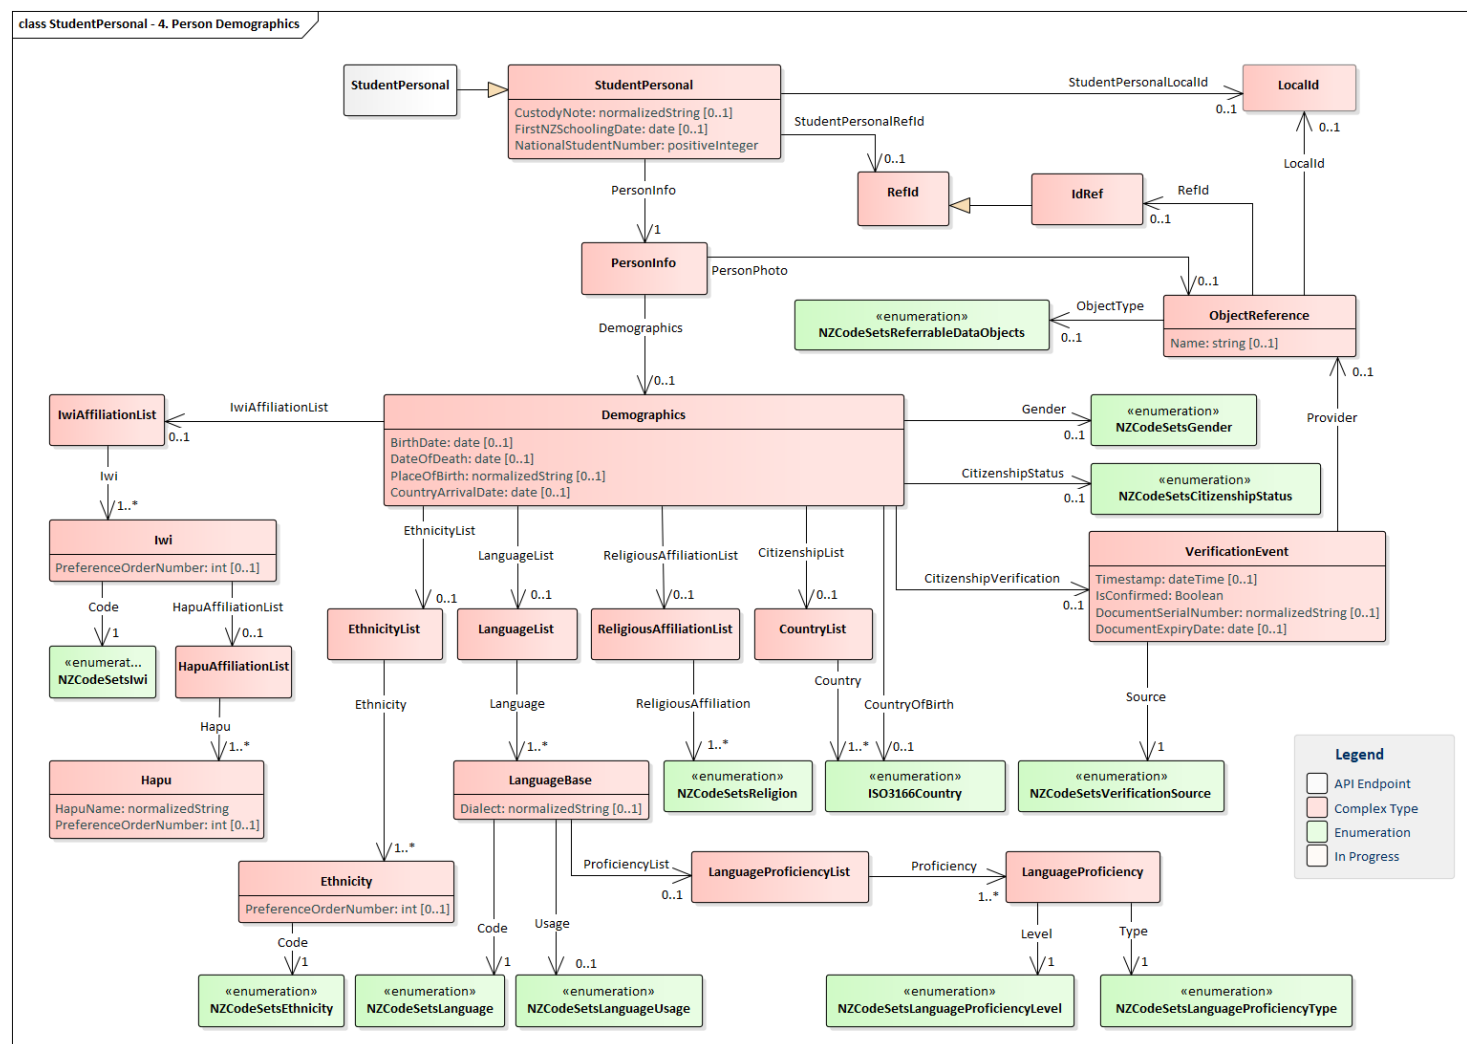 class StudentPersonal - 4. Person Demographics
StudentPersonal
StudentPersonal
CustodyNote: normalizedString [0..1]
FirstNZSchoolingDate: date [0..1]
NationalStudentNumber: positiveInteger
StudentPersonalLocalId
0..1
LocalId
0..1
LocalId
StudentPersonalRefId
0..1
RefId
IdRef
RefId
0..1
PersonInfo
1
PersonInfo
PersonPhoto
0..1
Demographics
0..1
«enumeration»
NZCodeSetsReferrableDataObjects
ObjectType
0..1
ObjectReference
Name: string [0..1]
0..1
Provider
IwiAffiliationList
IwiAffiliationList
0..1
Demographics
BirthDate: date [0..1]
DateOfDeath: date [0..1]
PlaceOfBirth: normalizedString [0..1]
CountryArrivalDate: date [0..1]
Gender
0..1
«enumeration»
NZCodeSetsGender
CitizenshipStatus
0..1
«enumeration»
NZCodeSetsCitizenshipStatus
Iwi
1..*
Iwi
PreferenceOrderNumber: int [0..1]
EthnicityList
0..1
LanguageList
0..1
ReligiousAffiliationList
0..1
CitizenshipList
0..1
CitizenshipVerification
0..1
VerificationEvent
Timestamp: dateTime [0..1]
IsConfirmed: Boolean
DocumentSerialNumber: normalizedString [0..1]
DocumentExpiryDate: date [0..1]
Code
1
HapuAffiliationList
0..1
EthnicityList
LanguageList
ReligiousAffiliationList
CountryList
«enumerat...
NZCodeSetsIwi
HapuAffiliationList
Hapu
1..*
Ethnicity
1..*
Language
1..*
ReligiousAffiliation
1..*
Country
1..*
CountryOfBirth
0..1
Source
1
Hapu
HapuName: normalizedString
PreferenceOrderNumber: int [0..1]
LanguageBase
Dialect: normalizedString [0..1]
«enumeration»
NZCodeSetsReligion
«enumeration»
ISO3166Country
«enumeration»
NZCodeSetsVerificationSource
Legend
API Endpoint
Complex Type
Enumeration
In Progress
Ethnicity
PreferenceOrderNumber: int [0..1]
ProficiencyList
0..1
LanguageProficiencyList
Proficiency
1..*
LanguageProficiency
Code
1
Code
1
Usage
0..1
Level
1
Type
1
«enumeration»
NZCodeSetsEthnicity
«enumeration»
NZCodeSetsLanguage
«enumeration»
NZCodeSetsLanguageUsage
«enumeration»
NZCodeSetsLanguageProficiencyLevel
«enumeration»
NZCodeSetsLanguageProficiencyType